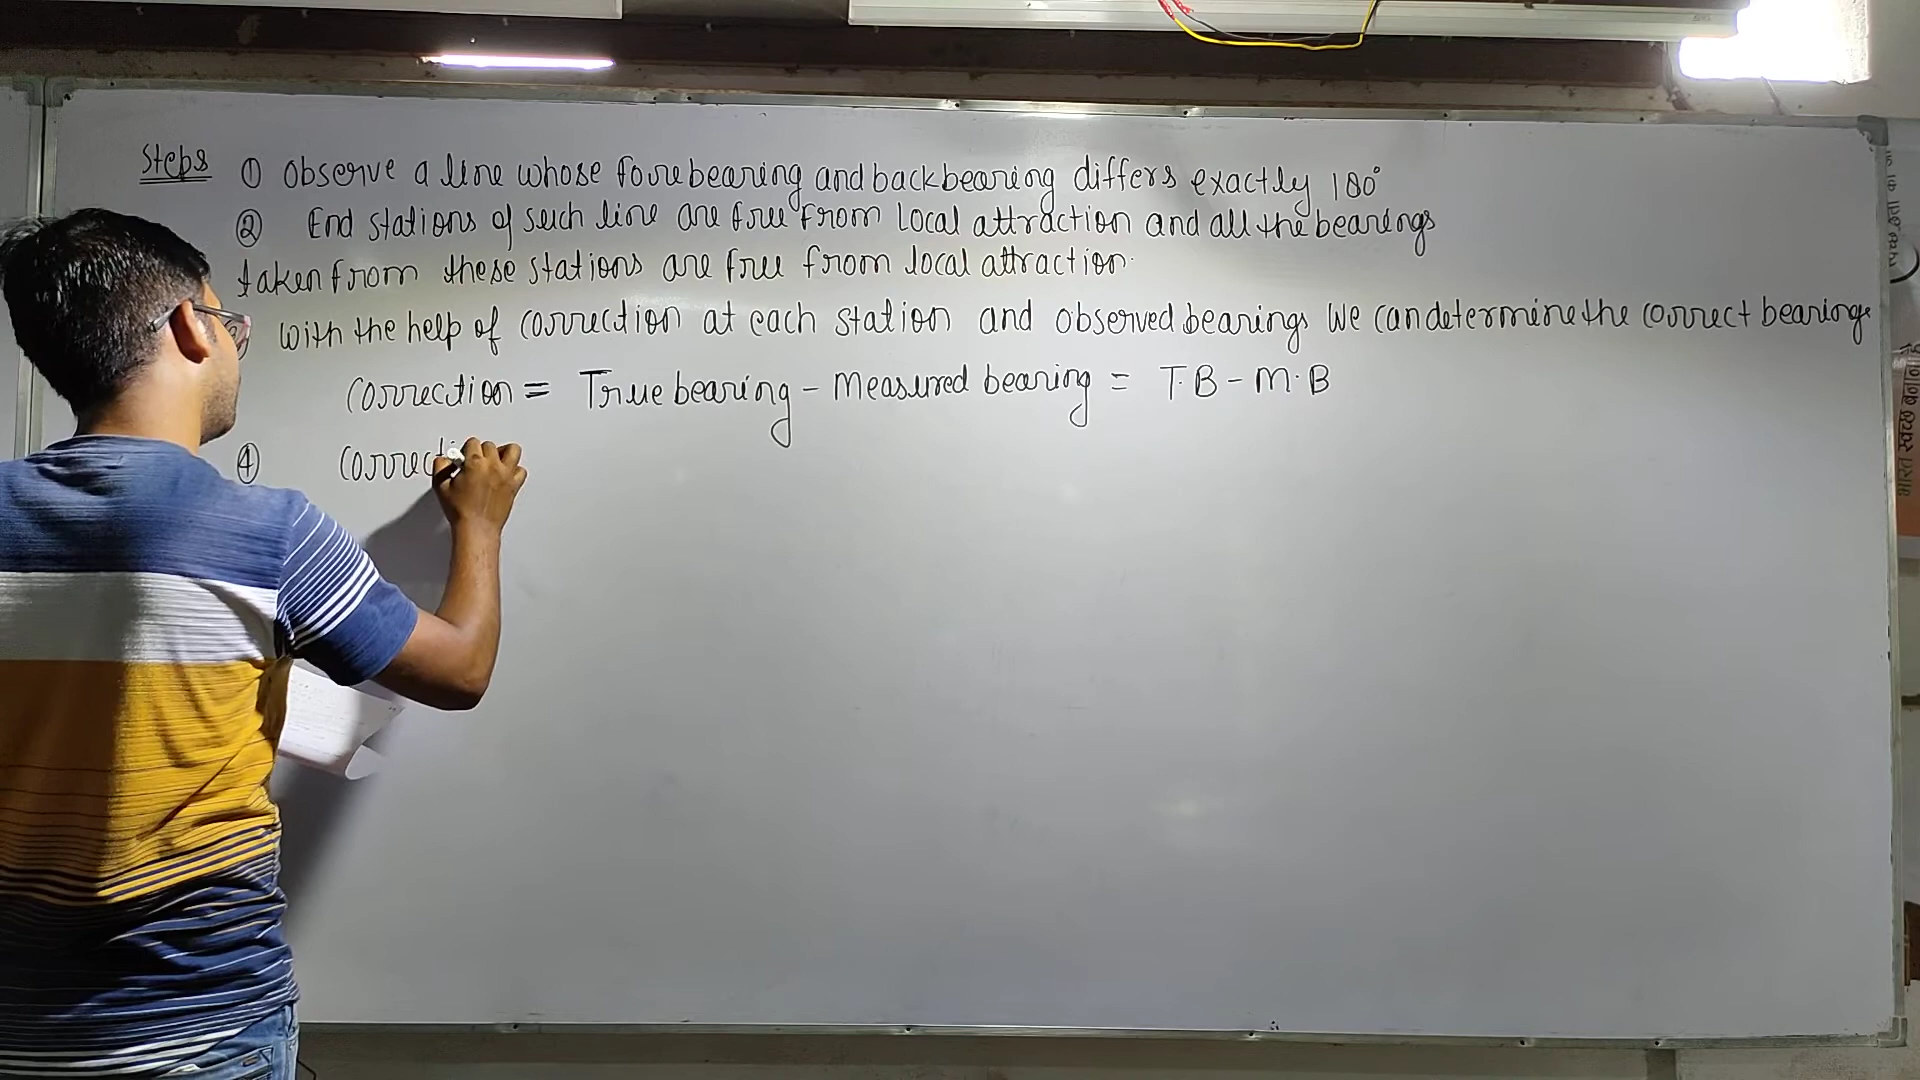 Steps ① Observe a line whose forebearing and backbearing differs exactly 180°
② End stations of such line are free from local attraction and all the bearings
taken from these stations are free from local attraction.
with the help of correction at each station and observed bearings we can determine the correct bearings
Correction = True bearing - Measured bearing = T.B - M.B
④ Correcti